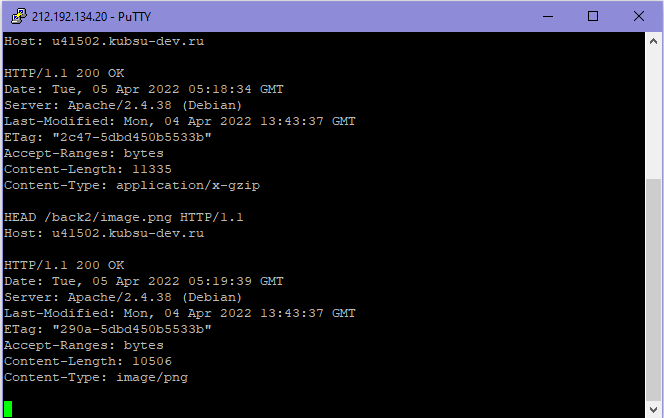 212.192.134.20 - PuTTY
Host: u41502.kubsu-dev.ru
HTTP/1.1 200 OK
Date: Tue, 05 Apr 2022 05:18:34 GMT
Server: Apache/2.4.38 (Debian)
Last-Modified: Mon, 04 Apr 2022 13:43:37 GMT
ETag: "2c47-5dbd450b5533b"
Accept-Ranges: bytes
Content-Length: 11335
Content-Type: application/x-gzip
HEAD /back2/image.png HTTP/1.1
Host: u41502.kubsu-dev.ru
HTTP/1.1 200 OK
Date: Tue, 05 Apr 2022 05:19:39 GMT
Server: Apache/2.4.38 (Debian)
Last-Modified: Mon, 04 Apr 2022 13:43:37 GMT
ETag: "290a-5dbd450b5533b"
Accept-Ranges: bytes
Content-Length: 10506
Content-Type: image/png